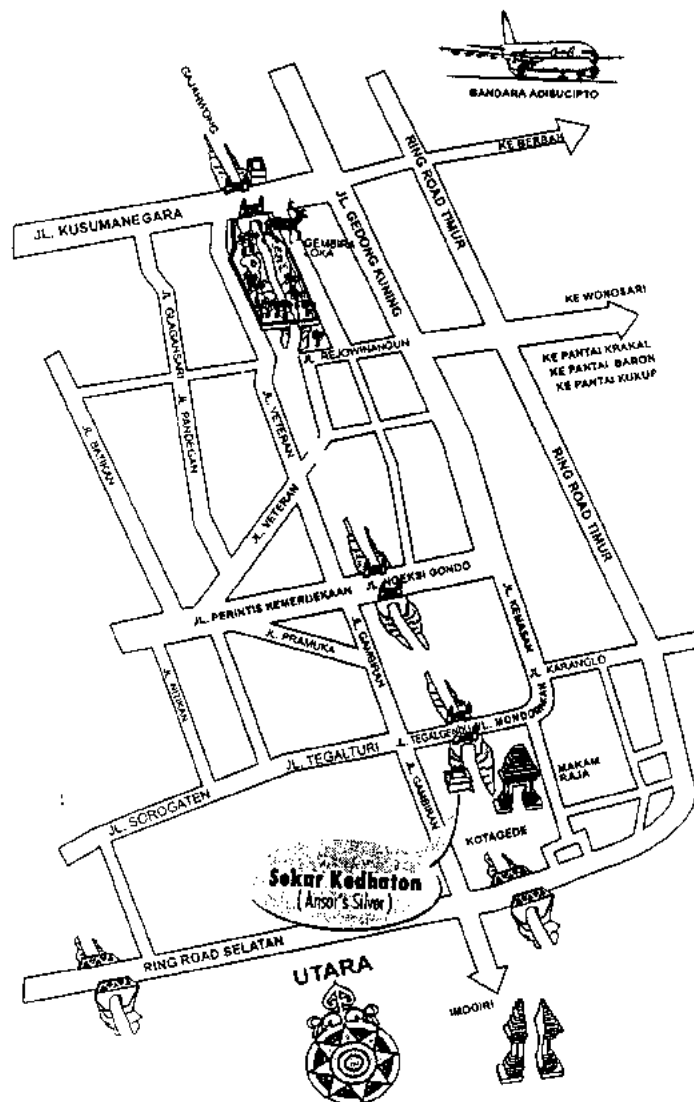 BANDARA ADISUCIPTO
GAJAHWONG
RING ROAD TIMUR
KE BERBAH
JL. KUSUMANEGARA
JL. GEDONG KUNING
GEMBIRA
LOKA
KE WONOSARI
JL. GLAGAHSARI
JL. REJOWINANGUN
KE PANTAI KRAKAL
KE PANTAI BARON
KE PANTAI KUKUP
JL. PANDEGAN
JL. VETERAN
JL. BATIKAN
JL. VETERAN
RING ROAD TIMUR
JL. PERINTIS KEMERDEKAAN
JL. NGEKSI GONDO
JL. KEMASAN
JL. PRAMUKA
JL. GAMBIRAN
JL. NITIKAN
JL. KARANGLO
JL. TEGALGENDU
JL. MONDORAKAN
JL. TEGALTURI
MAKAM
RAJA
JL. GAMBIRAN
JL. SOROGATEN
KOTAGEDE
Sekar Kedhaton
(Ansor's Silver)
RING ROAD SELATAN
UTARA
IMOGIRI